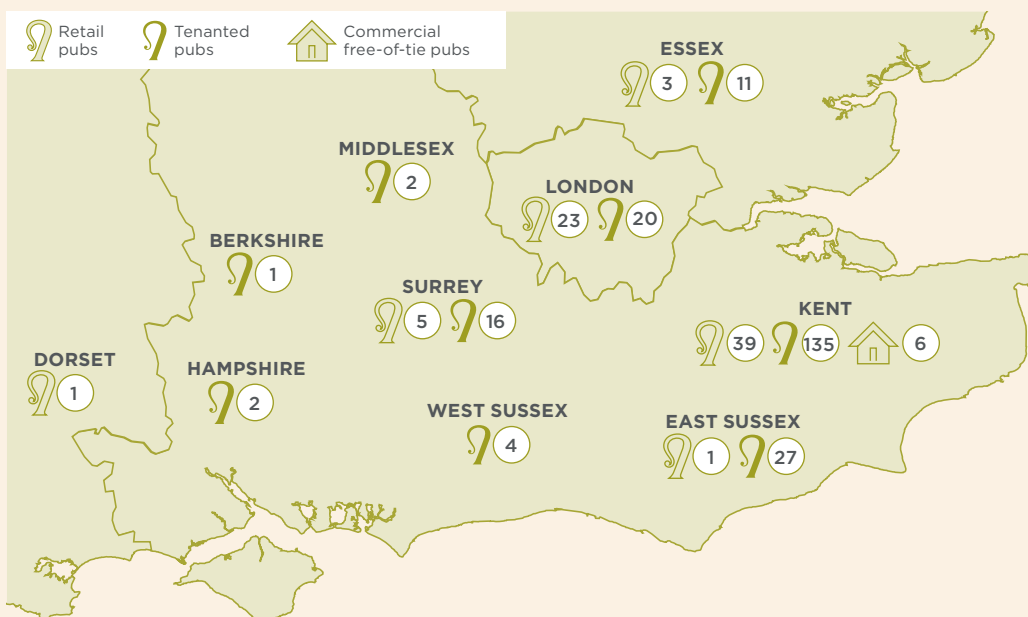 Retail
pubs
Tenanted
pubs
Commercial
free-of-tie pubs
ESSEX
3 11
MIDDLESEX
2
LONDON
23 20
BERKSHIRE
1
SURREY
5 16
KENT
39 135 6
DORSET
1
HAMPSHIRE
2
WEST SUSSEX
4
EAST SUSSEX
1 27